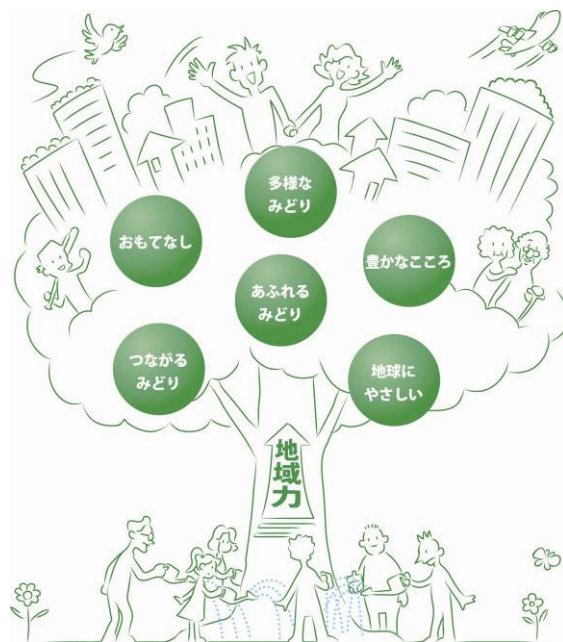 多様な
みどり
おもてなし
豊かなこころ
あふれる
みどり
つながる
みどり
地球に
やさしい
地域力